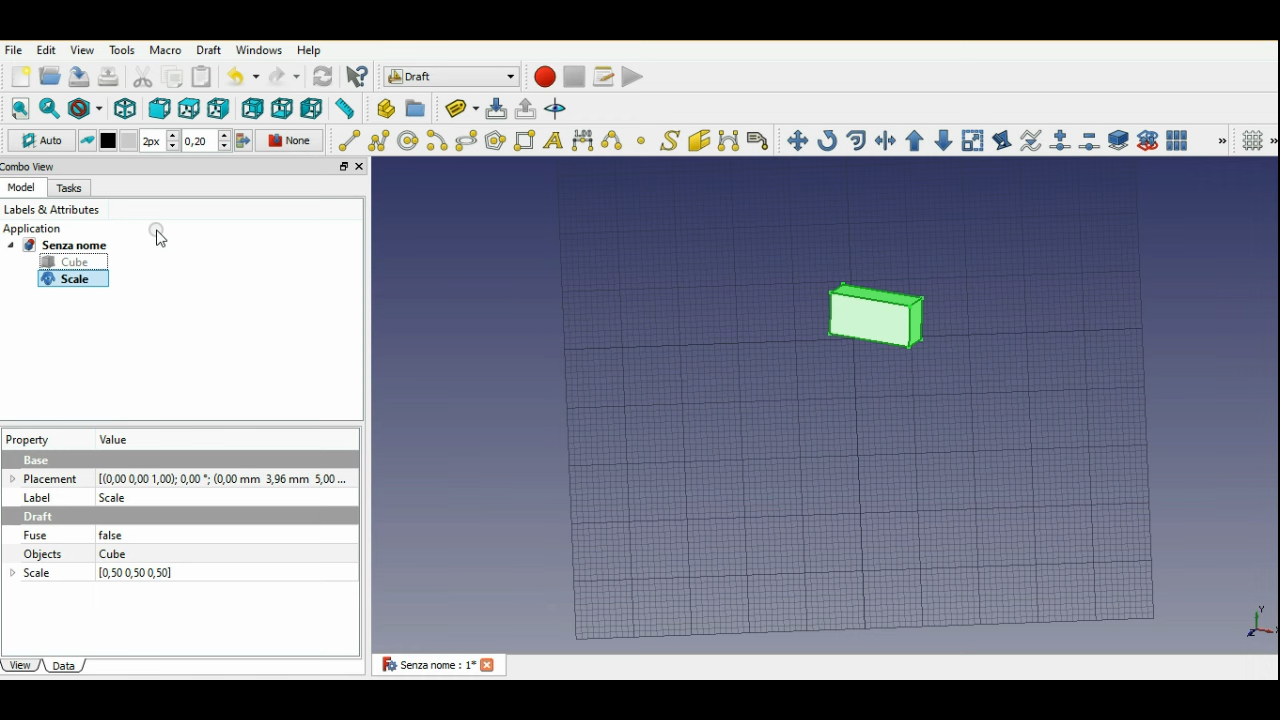 File Edit View Tools Macro Draft Windows Help
Draft
Auto 2px 0,20 None
Combo View
Model Tasks
Labels & Attributes
Application
Senza nome
Cube
Scale
Property Value
Base
Placement [(0,00 0,00 1,00); 0,00 °; (0,00 mm 3,96 mm 5,00 ...
Label Scale
Draft
Fuse false
Objects Cube
Scale [0,50 0,50 0,50]
View Data
Senza nome : 1*
Y
Z